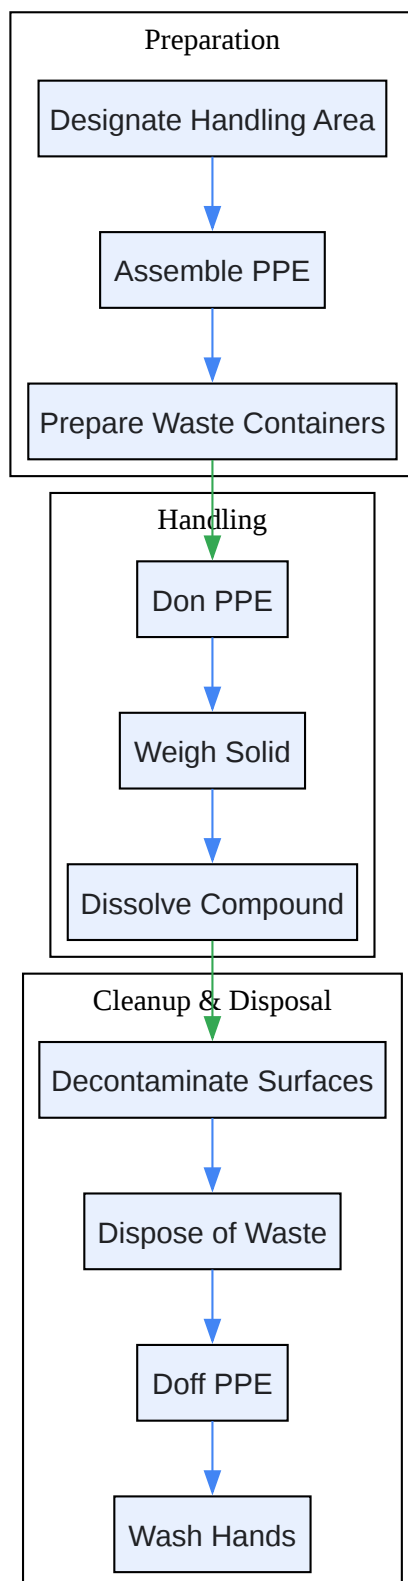 Preparation
Designate Handling Area
Assemble PPE
Prepare Waste Containers
Handling
Don PPE
Weigh Solid
Dissolve Compound
Cleanup & Disposal
Decontaminate Surfaces
Dispose of Waste
Doff PPE
Wash Hands